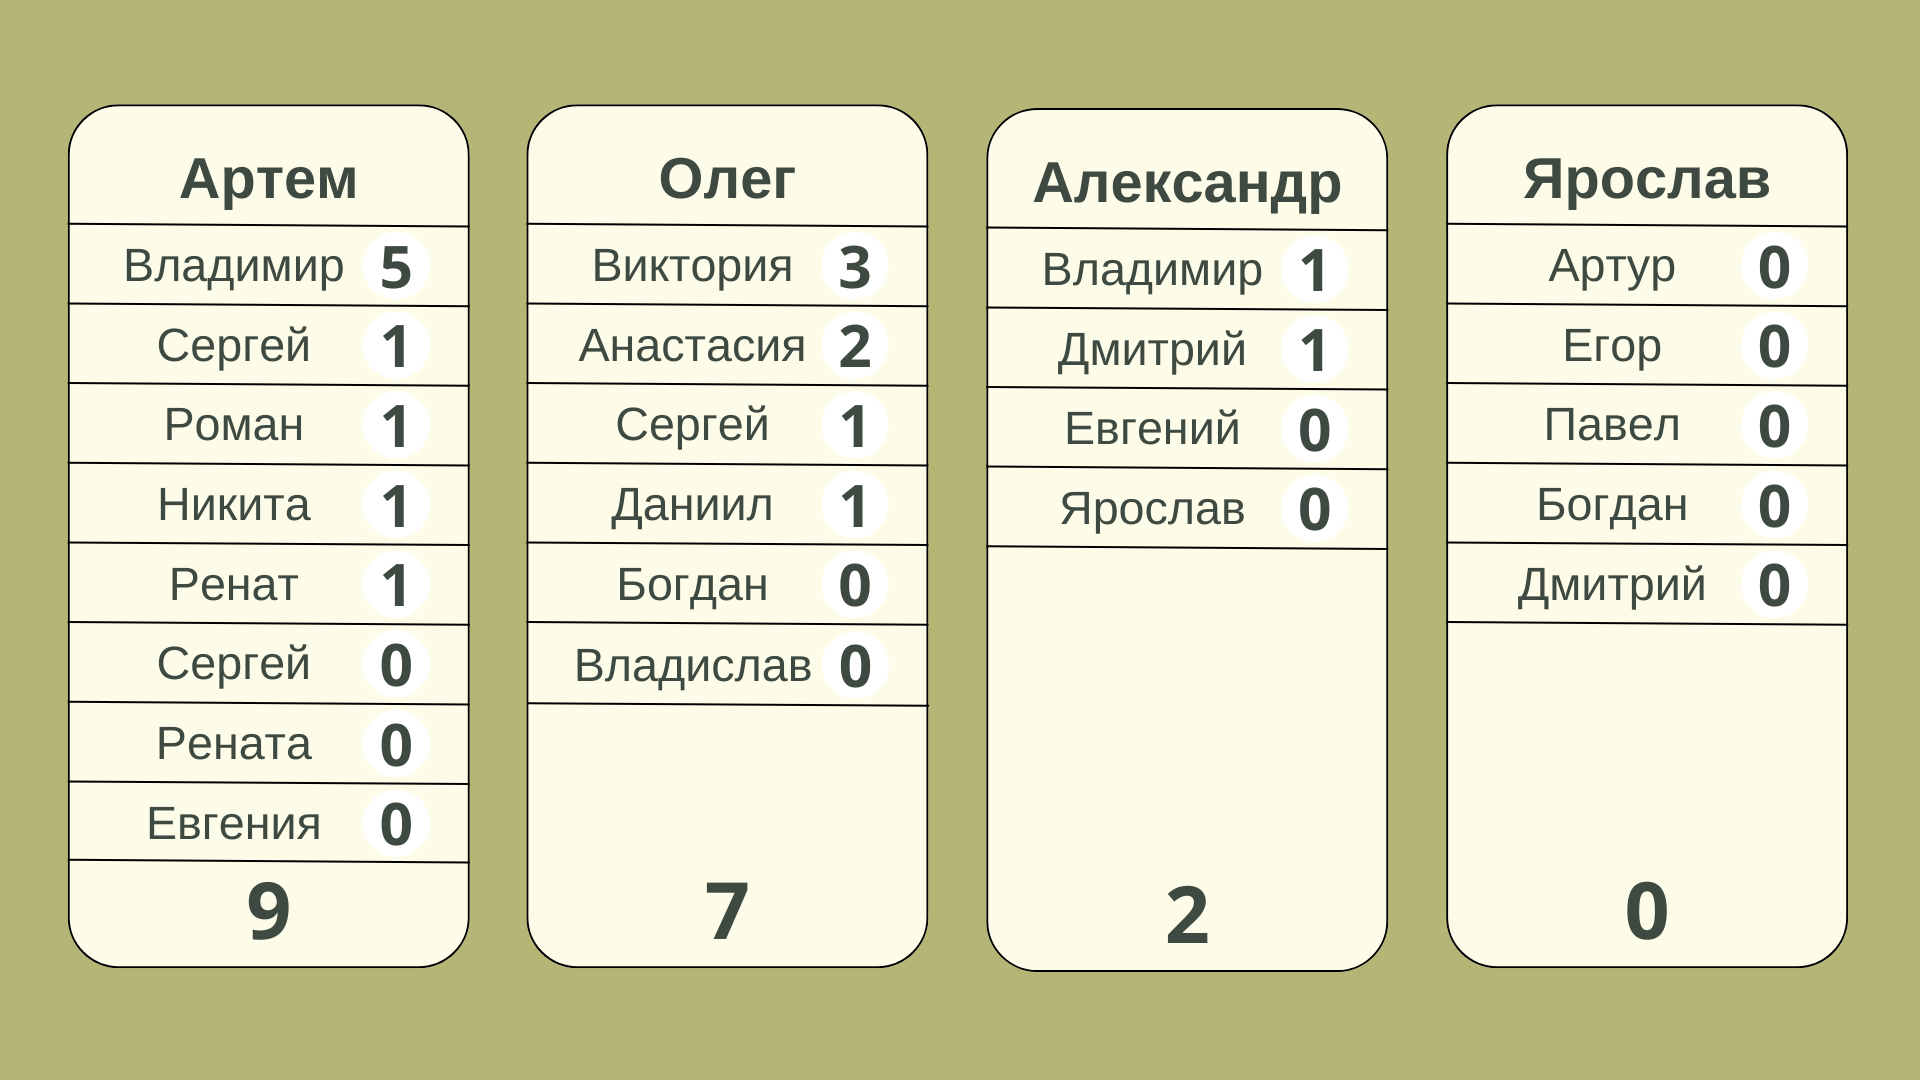 Артем
Владимир 5
Сергей 1
Роман 1
Никита 1
Ренат 1
Сергей 0
Рената 0
Евгения 0
9
Олег
Виктория 3
Анастасия 2
Сергей 1
Даниил 1
Богдан 0
Владислав 0
7
Александр
Владимир 1
Дмитрий 1
Евгений 0
Ярослав 0
2
Ярослав
Артур 0
Егор 0
Павел 0
Богдан 0
Дмитрий 0
0